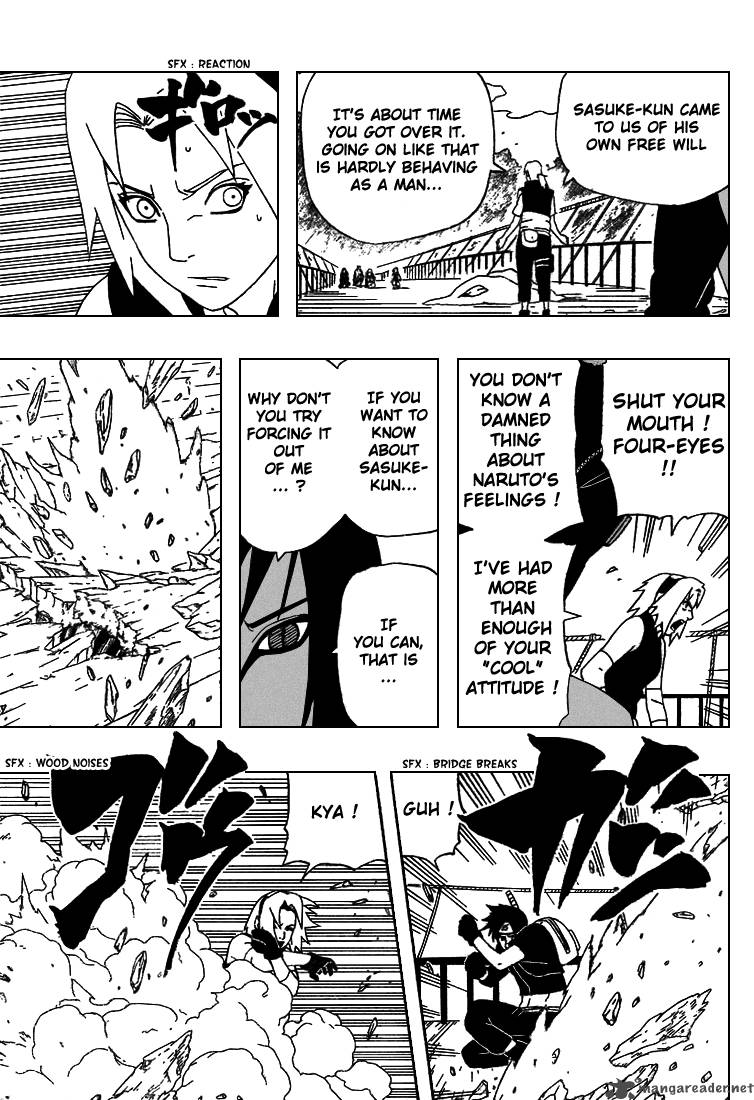 SFX : REACTION
ギロッ
SASUKE-KUN CAME
TO US OF HIS
OWN FREE WILL
IT'S ABOUT TIME
YOU GOT OVER IT.
GOING ON LIKE THAT
IS HARDLY BEHAVING
AS A MAN...
SHUT YOUR
MOUTH !
FOUR-EYES
!!
YOU DON'T
KNOW A
DAMNED
THING
ABOUT
NARUTO'S
FEELINGS !
I'VE HAD
MORE
THAN
ENOUGH
OF YOUR
"COOL"
ATTITUDE !
IF YOU
WANT TO
KNOW
ABOUT
SASUKE-
KUN...
WHY DON'T
YOU TRY
FORCING IT
OUT
OF ME
... ?
IF
YOU CAN,
THAT IS
...
SFX : BRIDGE BREAKS
GUH !
SFX : WOOD NOISES
KYA !
mangareader.net